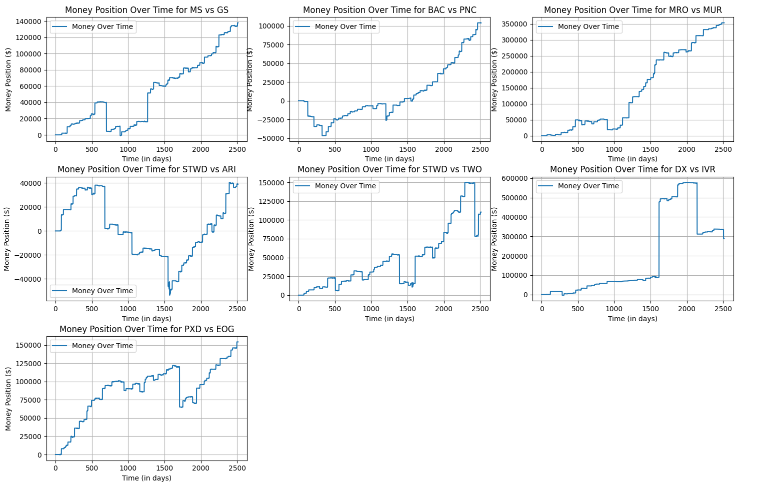 Money Position Over Time for MS vs GS
Money Over Time
Money Position ($)
140000
120000
100000
80000
60000
40000
20000
0
0 500 1000 1500 2000 2500
Time (in days)
Money Position Over Time for BAC vs PNC
Money Over Time
Money Position ($)
100000
75000
50000
25000
0
−25000
−50000
0 500 1000 1500 2000 2500
Time (in days)
Money Position Over Time for MRO vs MUR
Money Over Time
Money Position ($)
350000
300000
250000
200000
150000
100000
50000
0
0 500 1000 1500 2000 2500
Time (in days)
Money Position Over Time for STWD vs ARI
Money Over Time
Money Position ($)
40000
20000
0
−20000
−40000
0 500 1000 1500 2000 2500
Time (in days)
Money Position Over Time for STWD vs TWO
Money Over Time
Money Position ($)
150000
125000
100000
75000
50000
25000
0
0 500 1000 1500 2000 2500
Time (in days)
Money Position Over Time for DX vs IVR
Money Over Time
Money Position ($)
600000
500000
400000
300000
200000
100000
0
0 500 1000 1500 2000 2500
Time (in days)
Money Position Over Time for PXD vs EOG
Money Over Time
Money Position ($)
150000
125000
100000
75000
50000
25000
0
0 500 1000 1500 2000 2500
Time (in days)